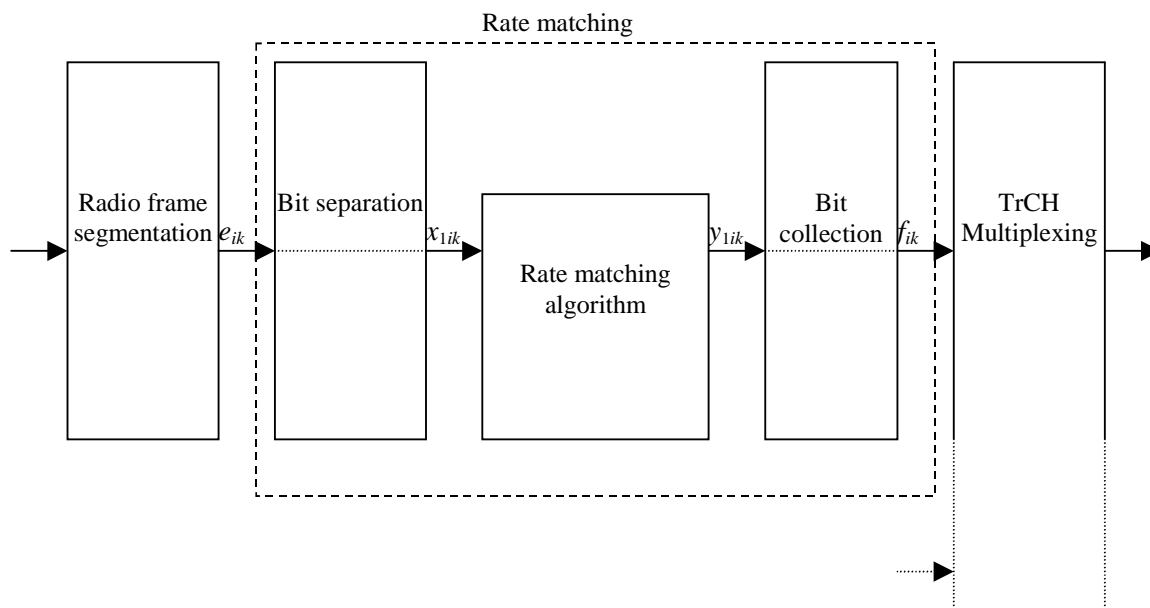 Rate matching
Radio frame
segmentation
e_ik
Bit separation
x_1ik
Rate matching
algorithm
y_1ik
Bit
collection
f_ik
TrCH
Multiplexing